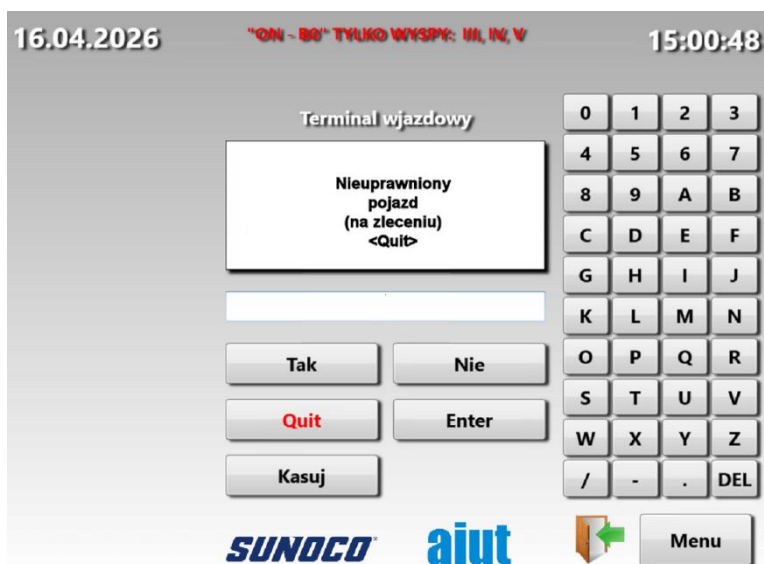 16.04.2026
"ON - B0" TYLKO WYSPY: III, IV, V
15:00:48
Terminal wjazdowy
Nieuprawniony
pojazd
(na zleceniu)
<Quit>
0 1 2 3
4 5 6 7
8 9 A B
C D E F
G H I J
K L M N
O P Q R
S T U V
W X Y Z
/ - . DEL
Tak Nie
Quit Enter
Kasuj
SUNOCO
aiut
Menu